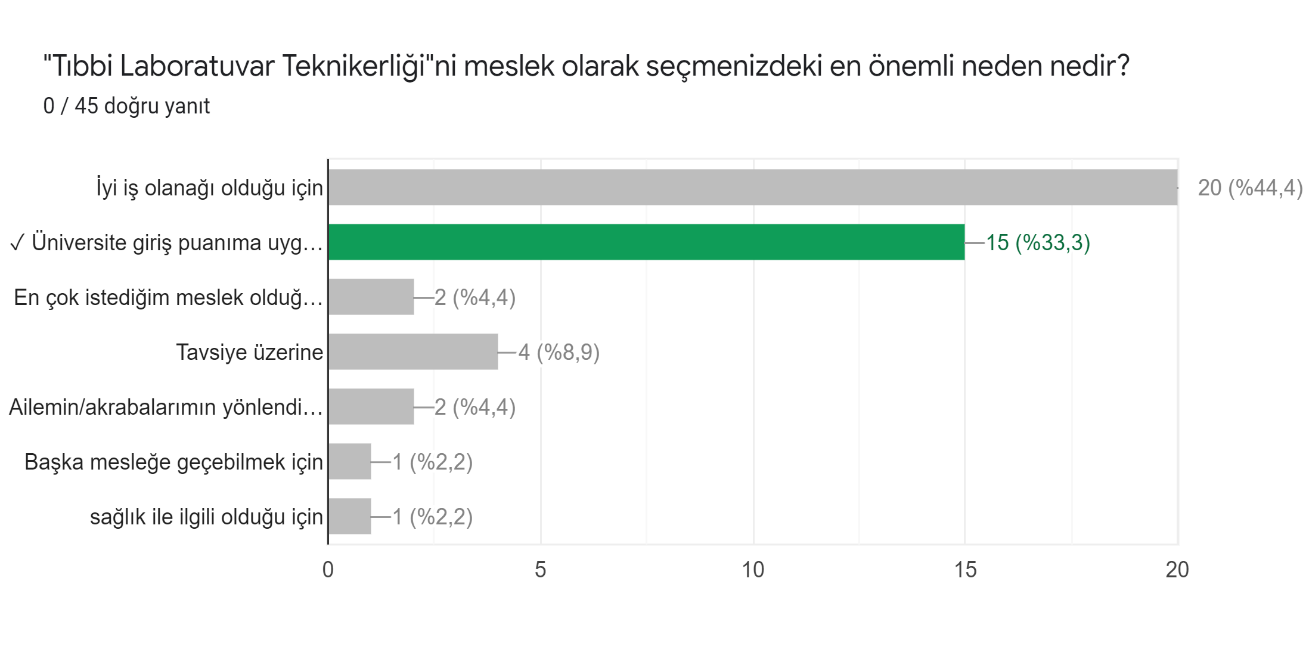 "Tıbbi Laboratuvar Teknikerliği"ni meslek olarak seçmenizdeki en önemli neden nedir?
0 / 45 doğru yanıt
İyi iş olanağı olduğu için 20 (%44,4)
✓ Üniversite giriş puanıma uyg… 15 (%33,3)
En çok istediğim meslek olduğ… 2 (%4,4)
Tavsiye üzerine 4 (%8,9)
Ailemin/akrabalarımın yönlendi… 2 (%4,4)
Başka mesleğe geçebilmek için 1 (%2,2)
sağlık ile ilgili olduğu için 1 (%2,2)
0 5 10 15 20